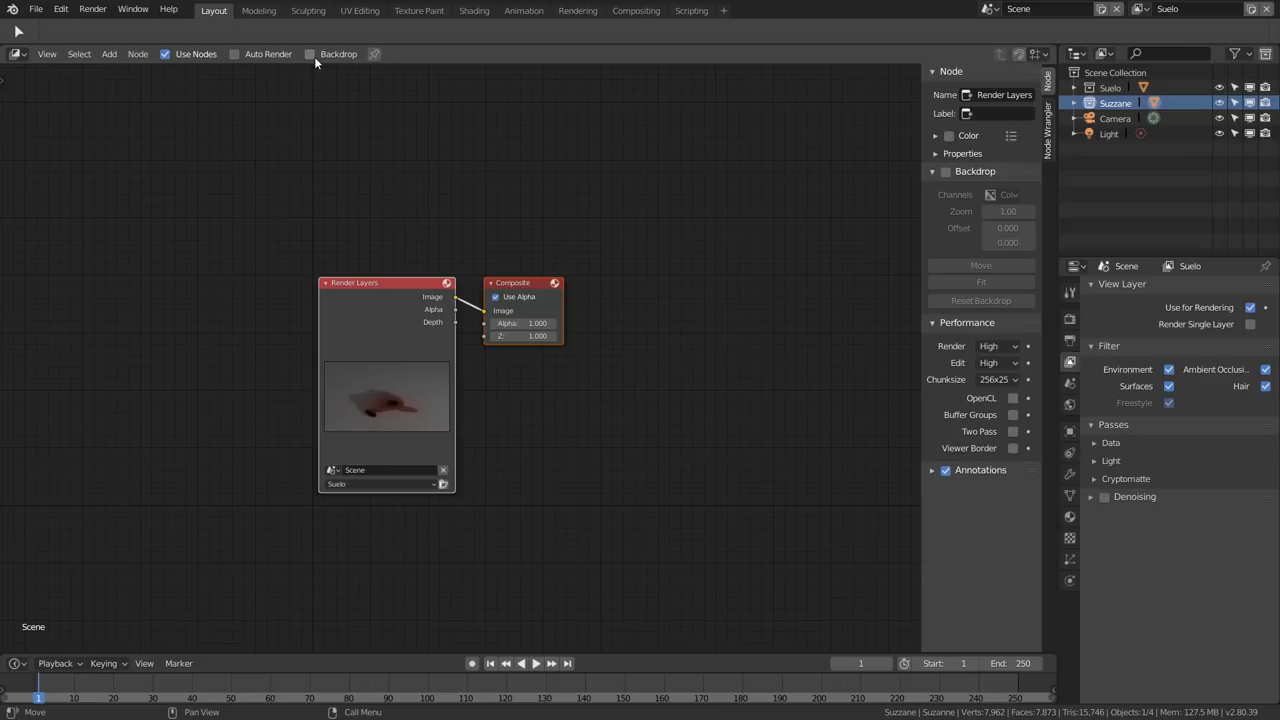 File Edit Render Window Help Layout Modeling Sculpting UV Editing Texture Paint Shading Animation Rendering Compositing Scripting + Scene Suelo
View Select Add Node Use Nodes Auto Render Backdrop
Node
Name Render Layers
Label:
Color
Properties
Backdrop
Channels Col
Zoom 1.00
Offset 0.000
0.000
Move
Fit
Reset Backdrop
Performance
Render High
Edit High
Chunksize 256x25
OpenCL
Buffer Groups
Two Pass
Viewer Border
Annotations
Node
Node Wrangler
Render Layers
Image
Alpha
Depth
Scene
Suelo
Composite
Use Alpha
Image
Alpha: 1.000
Z: 1.000
Scene
Scene Collection
Suelo
Suzzane
Camera
Light
Scene Suelo
View Layer
Use for Rendering
Render Single Layer
Filter
Environment Ambient Occlusi..
Surfaces Hair
Freestyle
Passes
Data
Light
Cryptomatte
Denoising
Playback Keying View Marker 1 Start: 1 End: 250
1 10 20 30 40 50 60 70 80 90 100 110 120 130 140 150 160 170 180 190 200 210 220 230 240 250
Move Pan View Call Menu Suzzane | Suzanne | Verts:7,962 | Faces:7,873 | Tris:15,746 | Objects:1/4 | Mem: 127.5 MB | v2.80.39